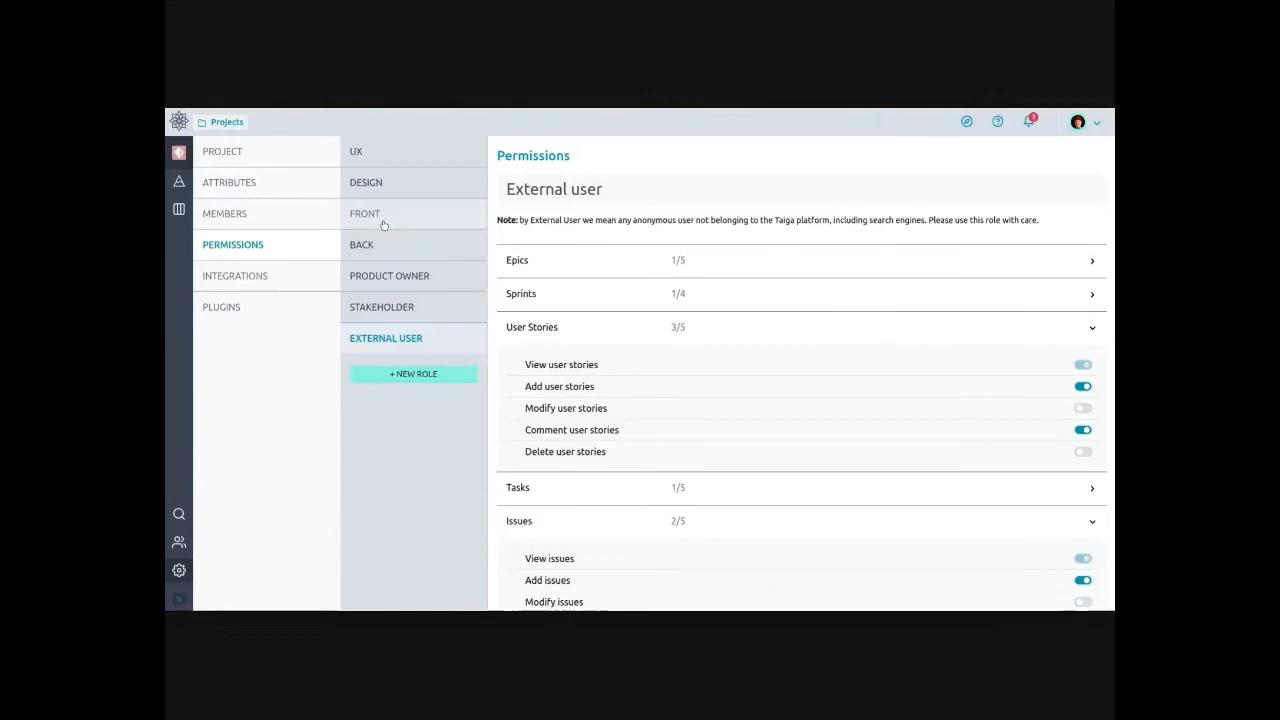 Projects
3
PROJECT
ATTRIBUTES
MEMBERS
PERMISSIONS
INTEGRATIONS
PLUGINS
UX
DESIGN
FRONT
BACK
PRODUCT OWNER
STAKEHOLDER
EXTERNAL USER
+ NEW ROLE
Permissions
External user
Note: by External User we mean any anonymous user not belonging to the Taiga platform, including search engines. Please use this role with care.
Epics 1/5
Sprints 1/4
User Stories 3/5
View user stories
Add user stories
Modify user stories
Comment user stories
Delete user stories
Tasks 1/5
Issues 2/5
View issues
Add issues
Modify issues